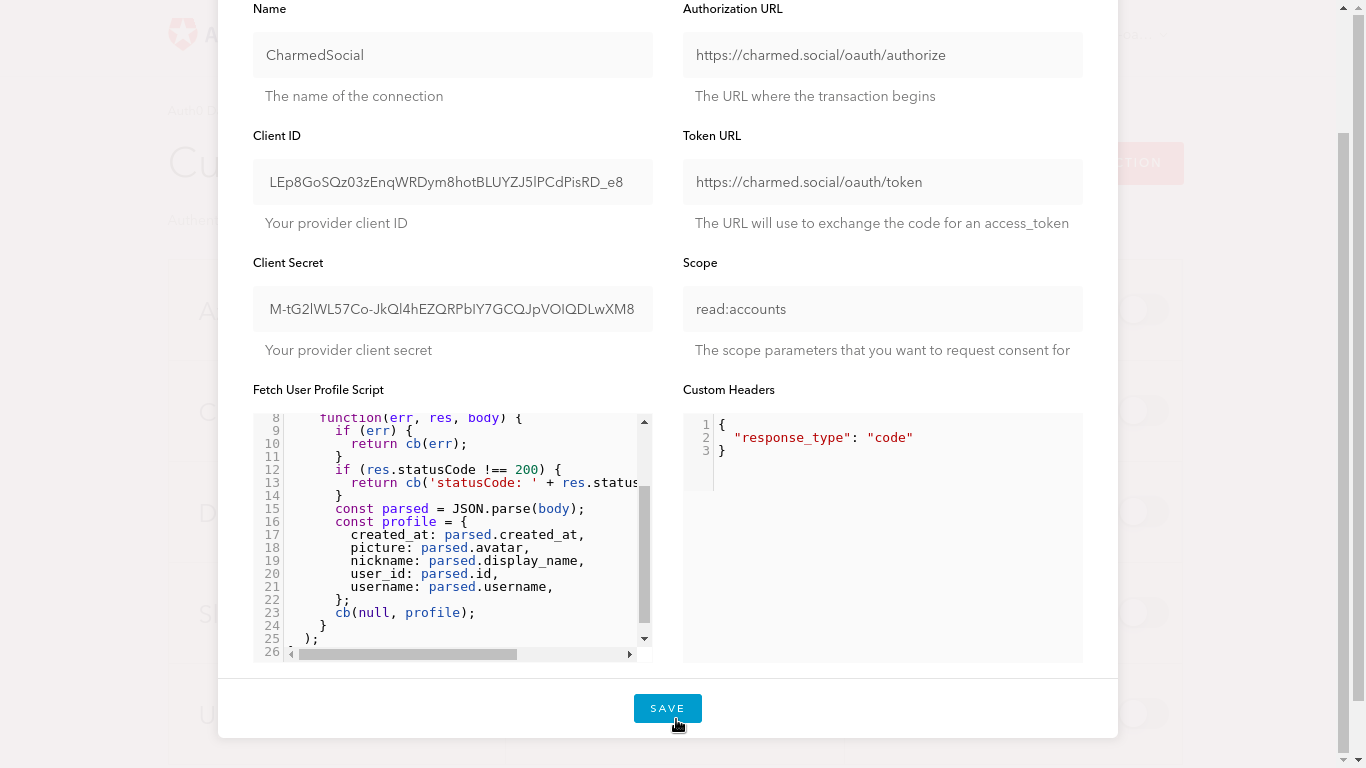 Name
CharmedSocial
The name of the connection
Client ID
LEp8GoSQz03zEnqWRDym8hotBLUYZJ5lPCdPisRD_e8
Your provider client ID
Client Secret
M-tG2lWL57Co-JkQl4hEZQRPbIY7GCQJpVOIQDLwXM8
Your provider client secret
Fetch User Profile Script
8 function(err, res, body) {
9 if (err) {
10 return cb(err);
11 }
12 if (res.statusCode !== 200) {
13 return cb('statusCode: ' + res.status
14 }
15 const parsed = JSON.parse(body);
16 const profile = {
17 created_at: parsed.created_at,
18 picture: parsed.avatar,
19 nickname: parsed.display_name,
20 user_id: parsed.id,
21 username: parsed.username,
22 };
23 cb(null, profile);
24 }
25 );
26
Authorization URL
https://charmed.social/oauth/authorize
The URL where the transaction begins
Token URL
https://charmed.social/oauth/token
The URL will use to exchange the code for an access_token
Scope
read:accounts
The scope parameters that you want to request consent for
Custom Headers
1 {
2 "response_type": "code"
3 }
SAVE